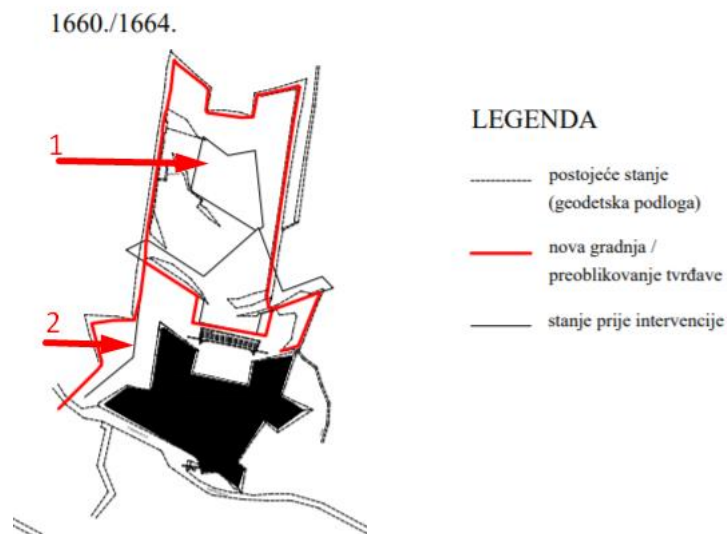 1660./1664.
1
2
LEGENDA
postojeće stanje
(geodetska podloga)
nova gradnja /
preoblikovanje tvrđave
stanje prije intervencije